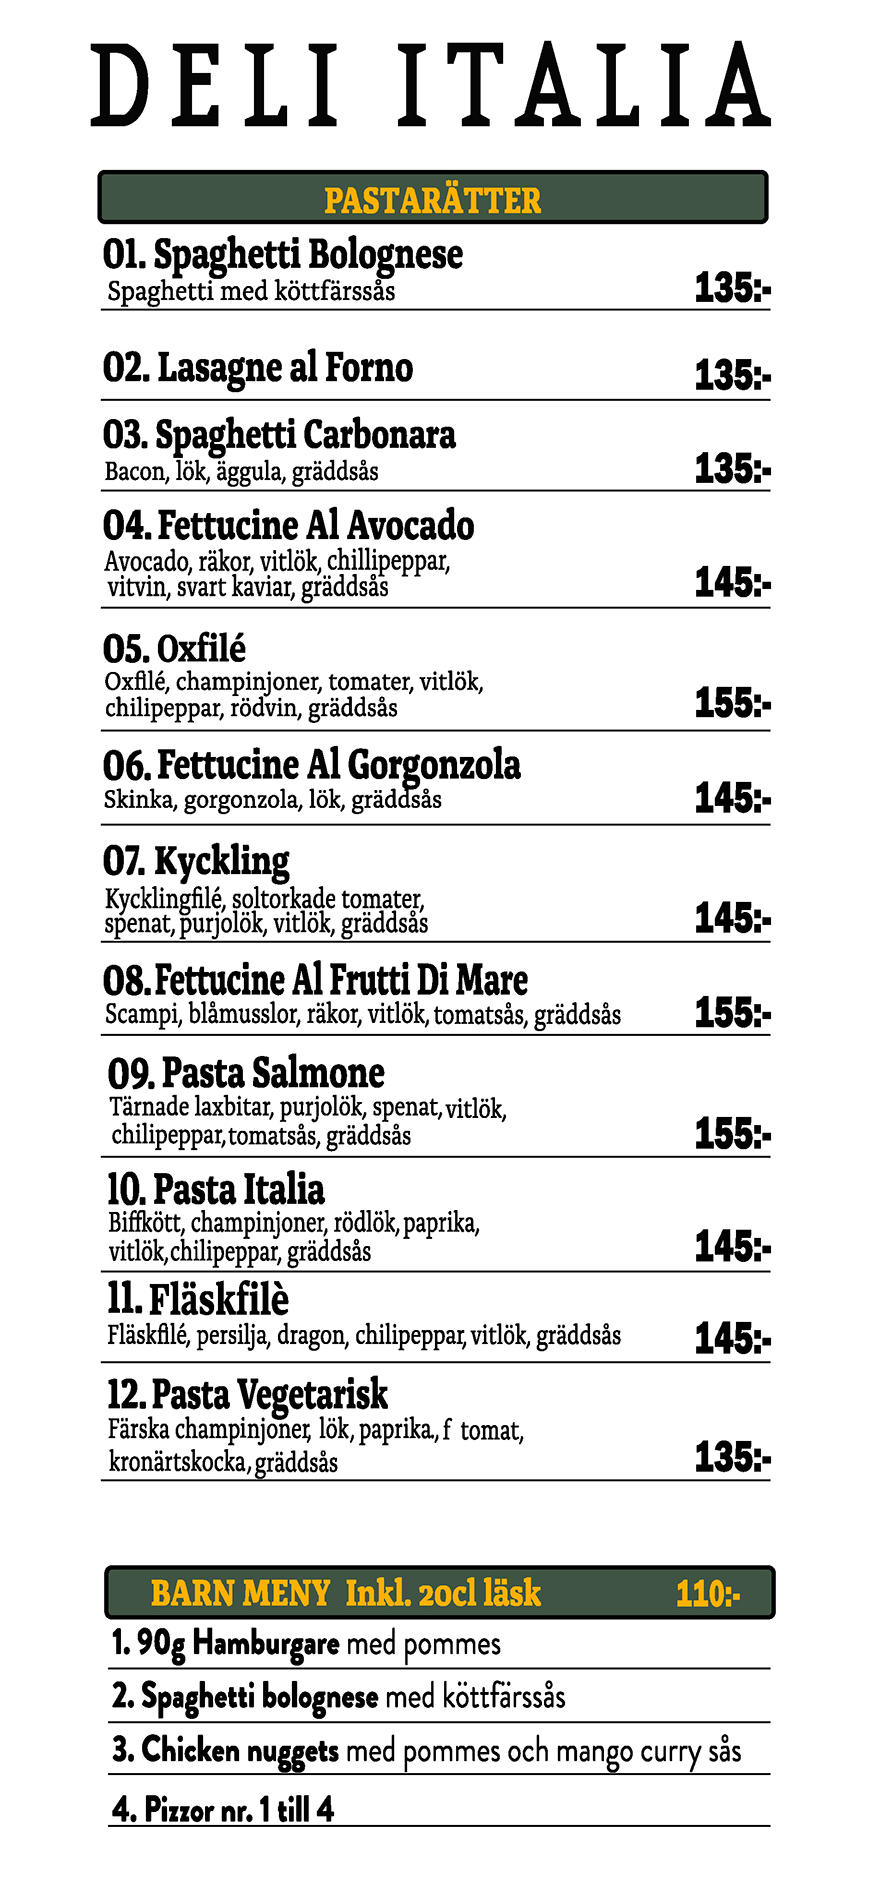 DELI ITALIA
PASTARÄTTER
01. Spaghetti Bolognese
Spaghetti med köttfärssås 135:-
02. Lasagne al Forno 135:-
03. Spaghetti Carbonara
Bacon, lök, äggula, gräddsås 135:-
04. Fettucine Al Avocado
Avocado, räkor, vitlök, chillipeppar,
vitvin, svart kaviar, gräddsås 145:-
05. Oxfilé
Oxfilé, champinjoner, tomater, vitlök,
chilipeppar, rödvin, gräddsås 155:-
06. Fettucine Al Gorgonzola
Skinka, gorgonzola, lök, gräddsås 145:-
07. Kyckling
Kycklingfilé, soltorkade tomater,
spenat, purjolök, vitlök, gräddsås 145:-
08. Fettucine Al Frutti Di Mare
Scampi, blåmusslor, räkor, vitlök, tomatsås, gräddsås 155:-
09. Pasta Salmone
Tärnade laxbitar, purjolök, spenat, vitlök,
chilipeppar, tomatsås, gräddsås 155:-
10. Pasta Italia
Biffkött, champinjoner, rödlök, paprika,
vitlök, chilipeppar, gräddsås 145:-
11. Fläskfilè
Fläskfilé, persilja, dragon, chilipeppar, vitlök, gräddsås 145:-
12. Pasta Vegetarisk
Färska champinjoner, lök, paprika., f tomat,
kronärtskocka, gräddsås 135:-
BARN MENY Inkl. 20cl läsk 110:-
1. 90g Hamburgare med pommes
2. Spaghetti bolognese med köttfärssås
3. Chicken nuggets med pommes och mango curry sås
4. Pizzor nr. 1 till 4